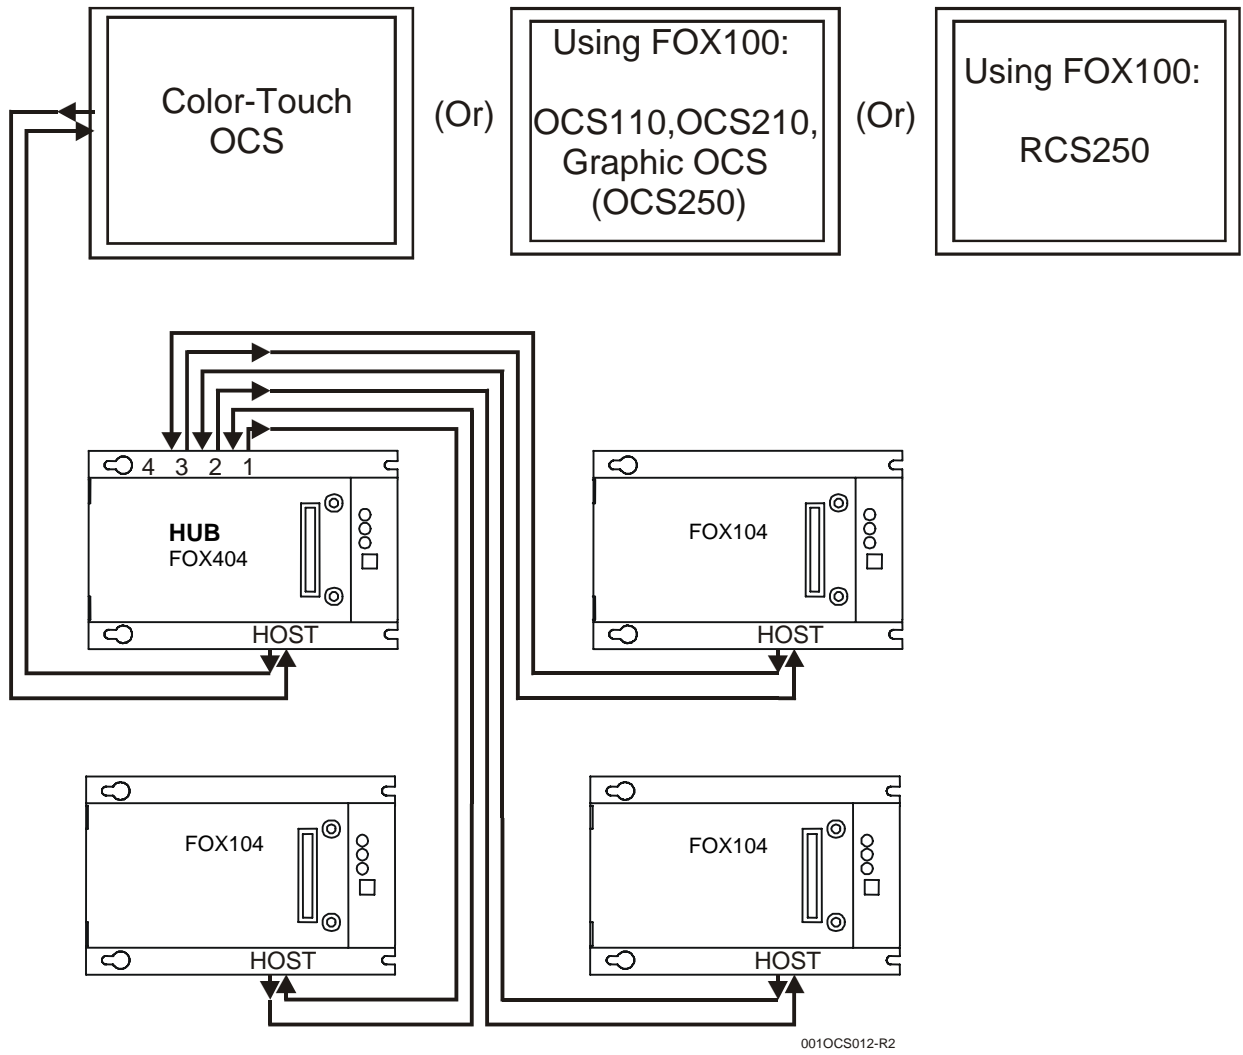 Color-Touch
OCS
(Or)
Using FOX100:
OCS110,OCS210,
Graphic OCS
(OCS250)
(Or)
Using FOX100:
RCS250
4 3 2 1
HUB
FOX404
HOST
FOX104
HOST
FOX104
HOST
FOX104
HOST
001OCS012-R2